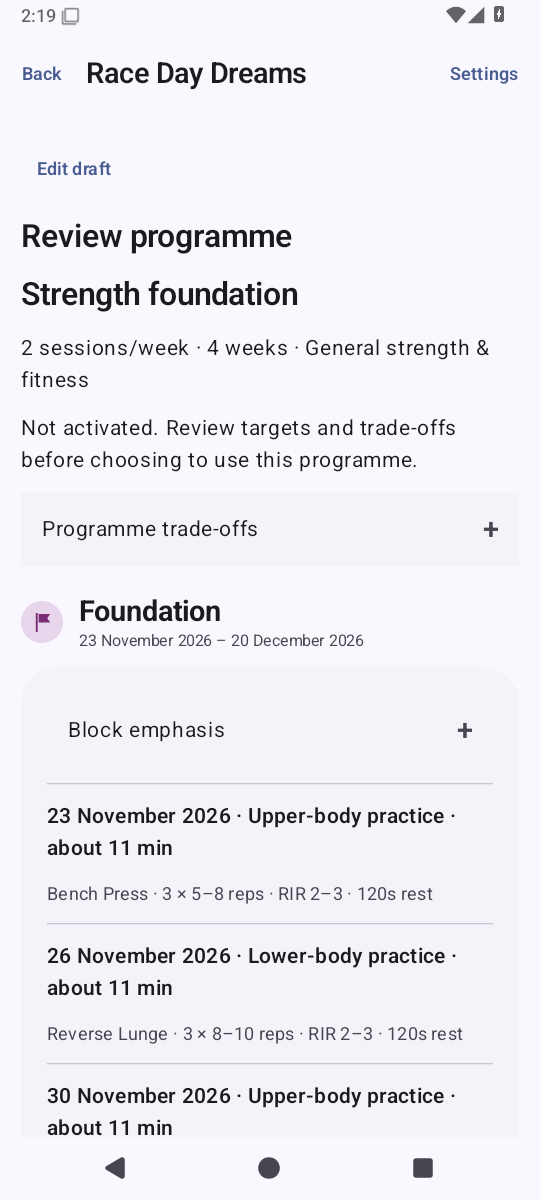 2:19
Back Race Day Dreams Settings
Edit draft
Review programme
Strength foundation
2 sessions/week · 4 weeks · General strength &
fitness
Not activated. Review targets and trade-offs
before choosing to use this programme.
Programme trade-offs +
Foundation
23 November 2026 – 20 December 2026
Block emphasis +
23 November 2026 · Upper-body practice ·
about 11 min
Bench Press · 3 × 5–8 reps · RIR 2–3 · 120s rest
26 November 2026 · Lower-body practice ·
about 11 min
Reverse Lunge · 3 × 8–10 reps · RIR 2–3 · 120s rest
30 November 2026 · Upper-body practice ·
about 11 min